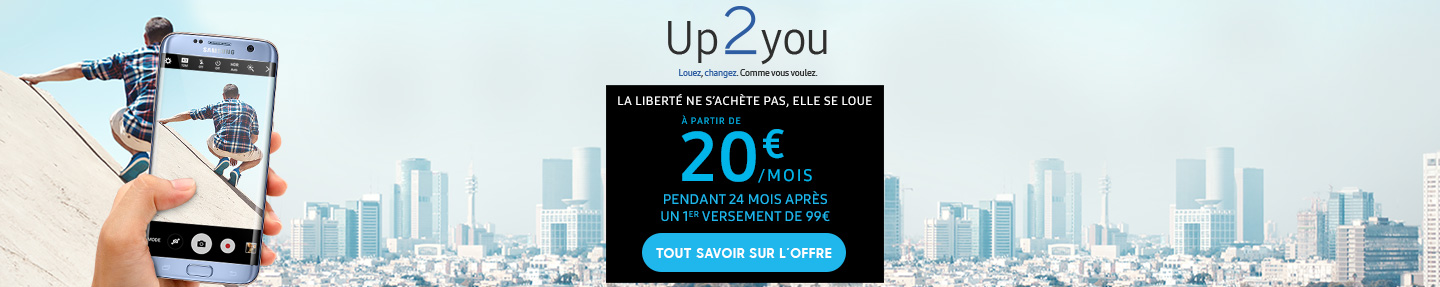 Up2you
Louez, changez. Comme vous voulez.
LA LIBERTÉ NE S'ACHÈTE PAS, ELLE SE LOUE
À PARTIR DE
20€
/MOIS
PENDANT 24 MOIS APRÈS
UN 1ER VERSEMENT DE 99€
TOUT SAVOIR SUR L'OFFRE
SAMSUNG
MODE